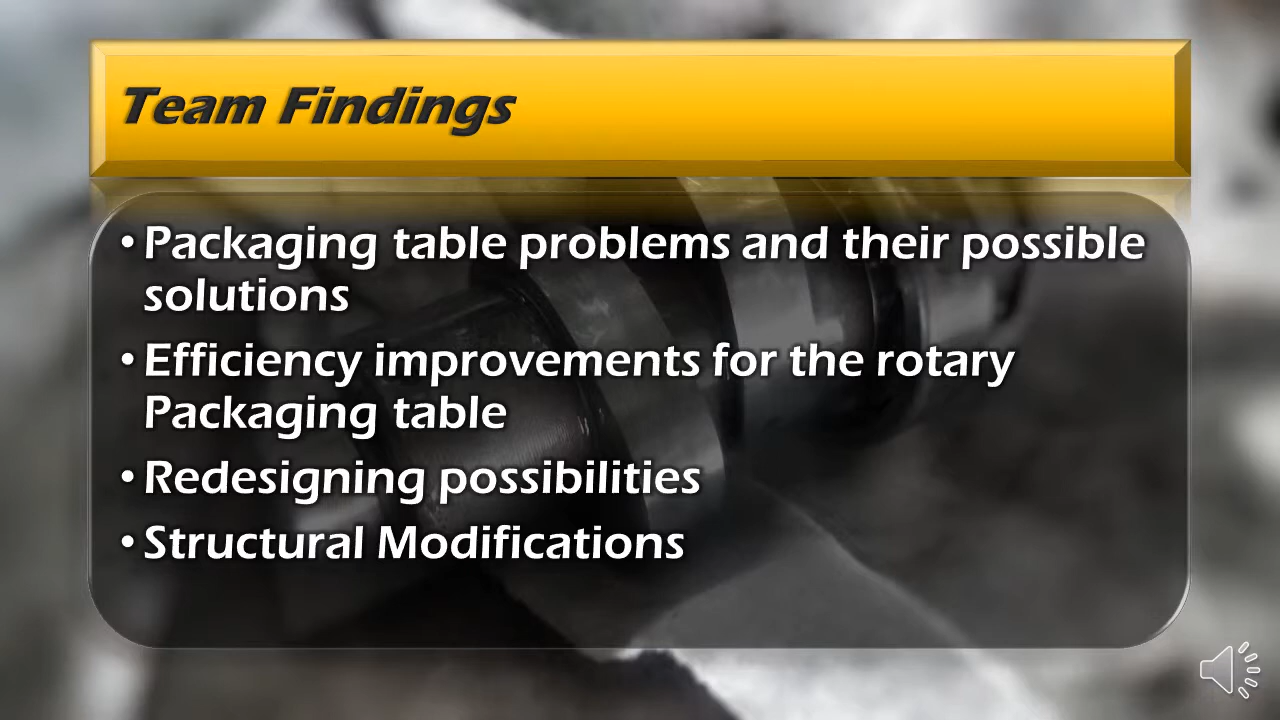 Team Findings
• Packaging table problems and their possible
solutions
• Efficiency improvements for the rotary
Packaging table
• Redesigning possibilities
• Structural Modifications